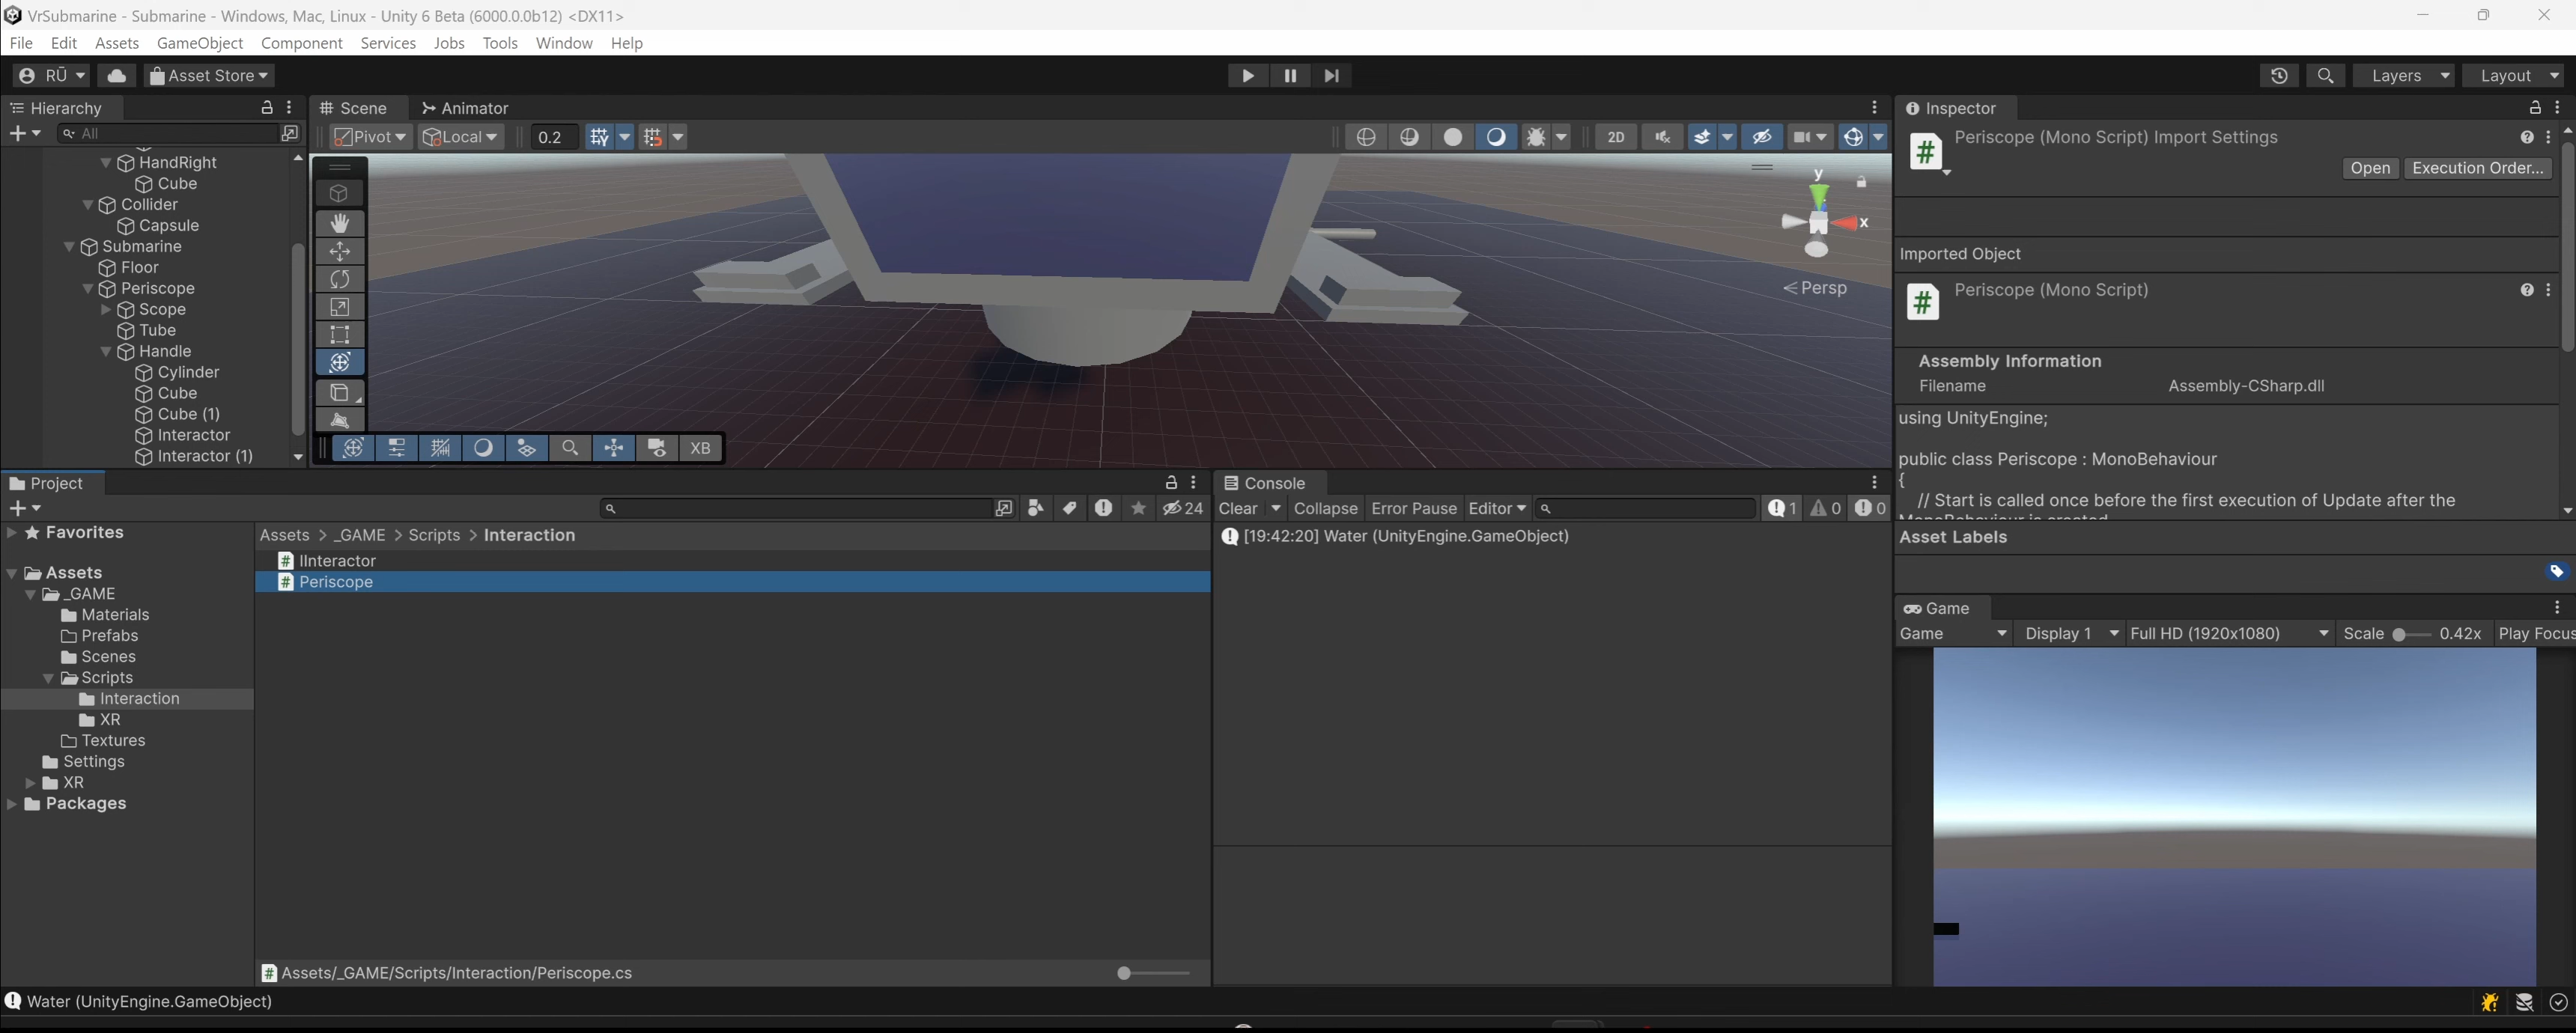 VrSubmarine - Submarine - Windows, Mac, Linux - Unity 6 Beta (6000.0.0b12) <DX11>
File Edit Assets GameObject Component Services Jobs Tools Window Help
RŪ Asset Store Layers Layout
Hierarchy
All
HandRight
Cube
Collider
Capsule
Submarine
Floor
Periscope
Scope
Tube
Handle
Cylinder
Cube
Cube (1)
Interactor
Interactor (1)
Scene Animator
Pivot Local 0.2 2D
y
x
Persp
XB
Inspector
Periscope (Mono Script) Import Settings
Open Execution Order...
Imported Object
Periscope (Mono Script)
Assembly Information
Filename Assembly-CSharp.dll
using UnityEngine;
public class Periscope : MonoBehaviour
{
// Start is called once before the first execution of Update after the
MonoBehaviour is created
Asset Labels
Project
24
Favorites
Assets
_GAME
Materials
Prefabs
Scenes
Scripts
Interaction
XR
Textures
Settings
XR
Packages
Assets > _GAME > Scripts > Interaction
IInteractor
Periscope
Assets/_GAME/Scripts/Interaction/Periscope.cs
Console
Clear Collapse Error Pause Editor 1 0 0
[19:42:20] Water (UnityEngine.GameObject)
Game
Game Display 1 Full HD (1920x1080) Scale 0.42x Play Focus
Water (UnityEngine.GameObject)